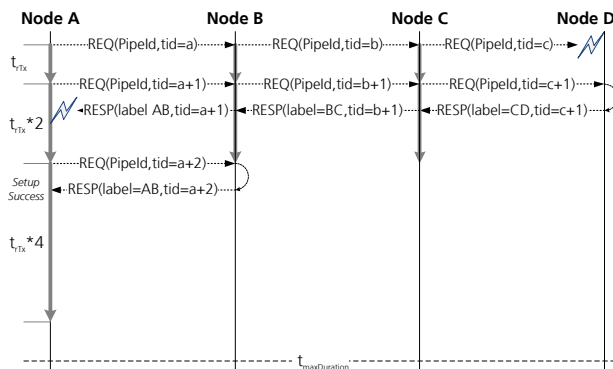 Node A Node B Node C Node D
REQ(PipeId,tid=a) REQ(PipeId,tid=b) REQ(PipeId,tid=c)
t_rTx
REQ(PipeId,tid=a+1) REQ(PipeId,tid=b+1) REQ(PipeId,tid=c+1)
RESP(label AB,tid=a+1) RESP(label=BC,tid=b+1) RESP(label=CD,tid=c+1)
t_rTx*2
REQ(PipeId,tid=a+2)
Setup
Success
RESP(label=AB,tid=a+2)
t_rTx*4
t_maxDuration